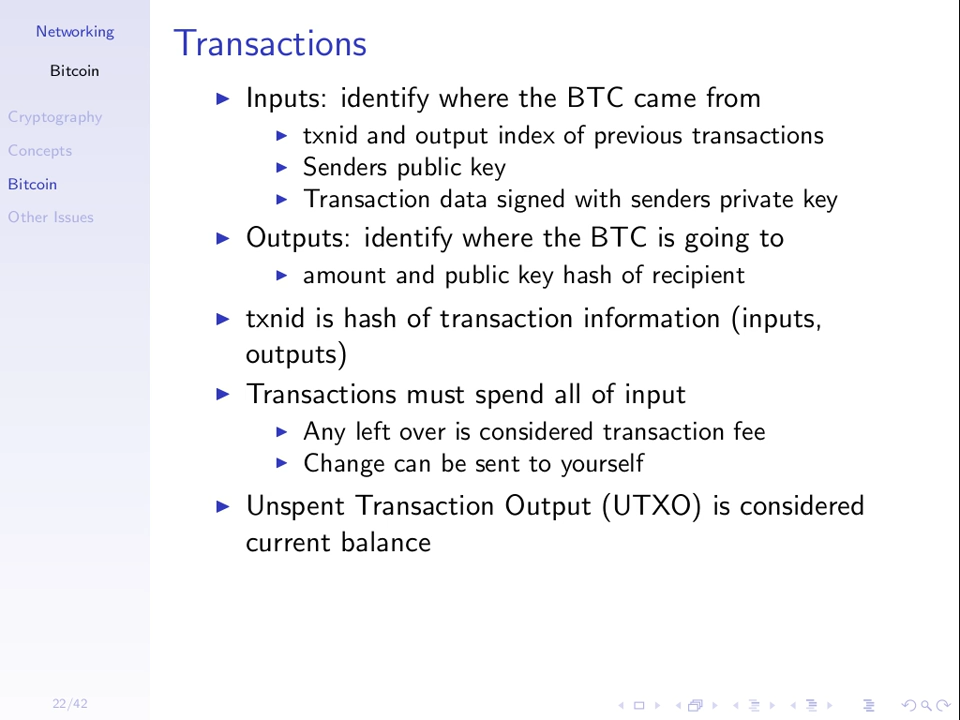 Networking
Bitcoin
Cryptography
Concepts
Bitcoin
Other Issues
22/42
Transactions
Inputs: identify where the BTC came from
txnid and output index of previous transactions
Senders public key
Transaction data signed with senders private key
Outputs: identify where the BTC is going to
amount and public key hash of recipient
txnid is hash of transaction information (inputs,
outputs)
Transactions must spend all of input
Any left over is considered transaction fee
Change can be sent to yourself
Unspent Transaction Output (UTXO) is considered
current balance